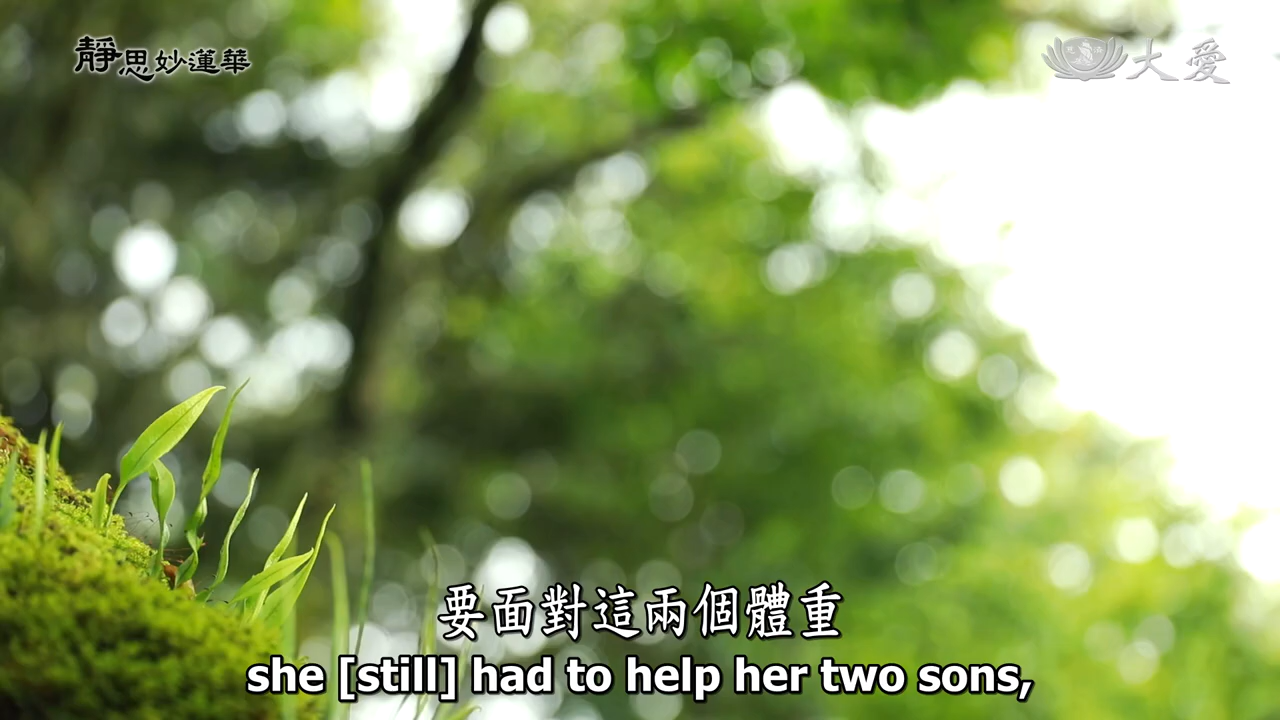 靜思妙蓮華
大愛
要面對這兩個體重
she [still] had to help her two sons,